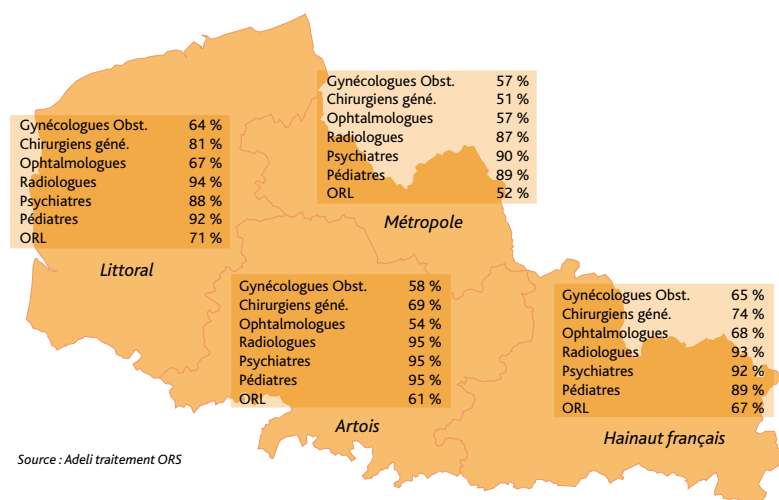 Gynécologues Obst. 57 %
Chirurgiens géné. 51 %
Ophtalmologues 57 %
Radiologues 87 %
Psychiatres 90 %
Pédiatres 89 %
ORL 52 %
Métropole
Gynécologues Obst. 64 %
Chirurgiens géné. 81 %
Ophtalmologues 67 %
Radiologues 94 %
Psychiatres 88 %
Pédiatres 92 %
ORL 71 %
Littoral
Gynécologues Obst. 58 %
Chirurgiens géné. 69 %
Ophtalmologues 54 %
Radiologues 95 %
Psychiatres 95 %
Pédiatres 95 %
ORL 61 %
Artois
Gynécologues Obst. 65 %
Chirurgiens géné. 74 %
Ophtalmologues 68 %
Radiologues 93 %
Psychiatres 92 %
Pédiatres 89 %
ORL 67 %
Hainaut français
Source : Adeli traitement ORS